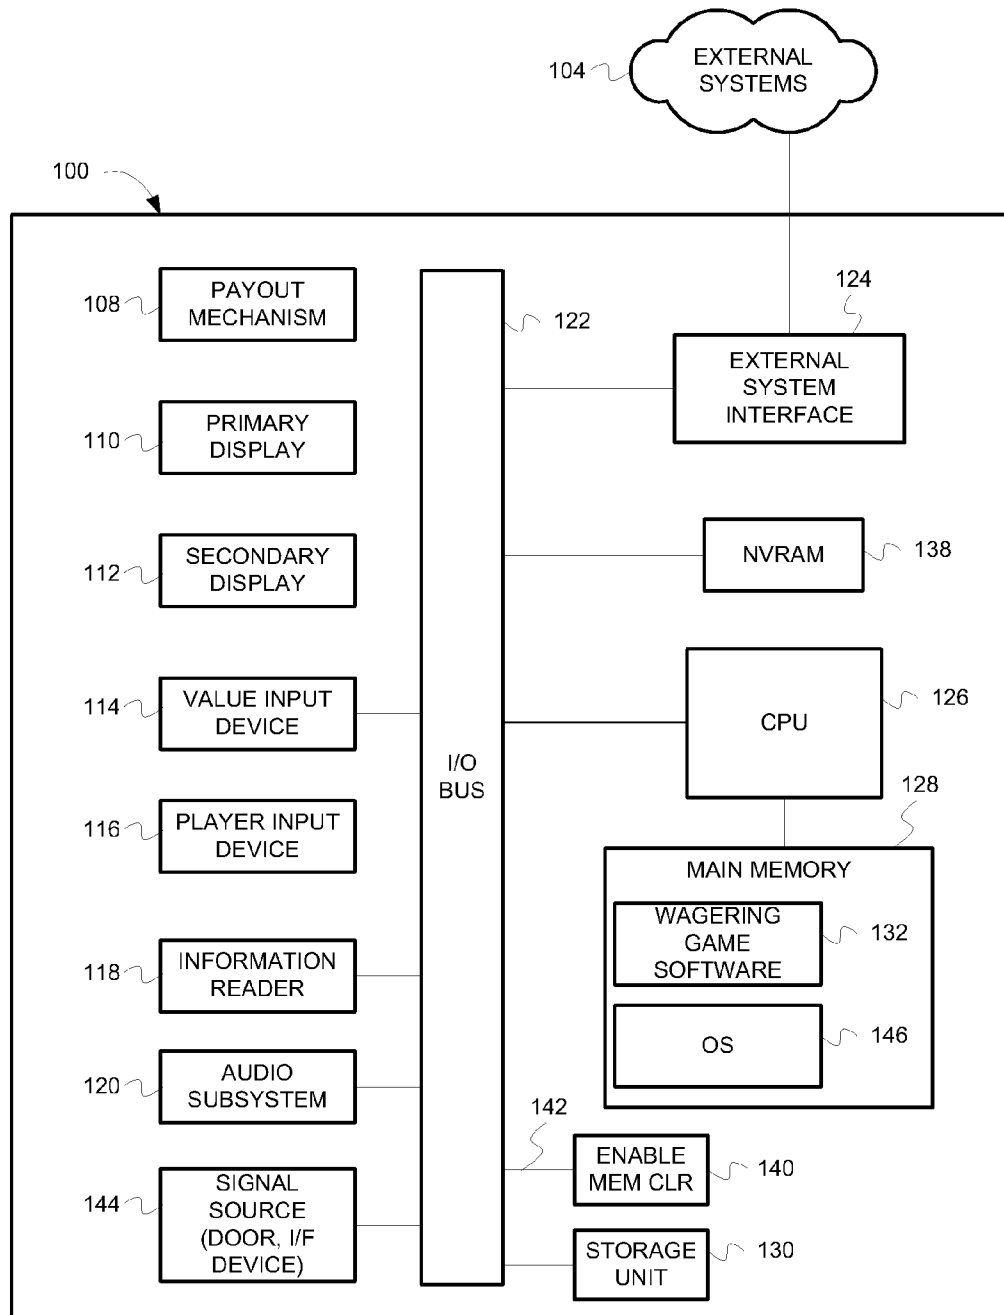 EXTERNAL
SYSTEMS
104
100
108
PAYOUT
MECHANISM
122
124
EXTERNAL
SYSTEM
INTERFACE
110
PRIMARY
DISPLAY
112
SECONDARY
DISPLAY
NVRAM
138
114
VALUE INPUT
DEVICE
I/O
BUS
CPU
126
116
PLAYER INPUT
DEVICE
128
MAIN MEMORY
WAGERING
GAME
SOFTWARE
132
118
INFORMATION
READER
OS
146
120
AUDIO
SUBSYSTEM
142
ENABLE
MEM CLR
140
144
SIGNAL
SOURCE
(DOOR, I/F
DEVICE)
STORAGE
UNIT
130